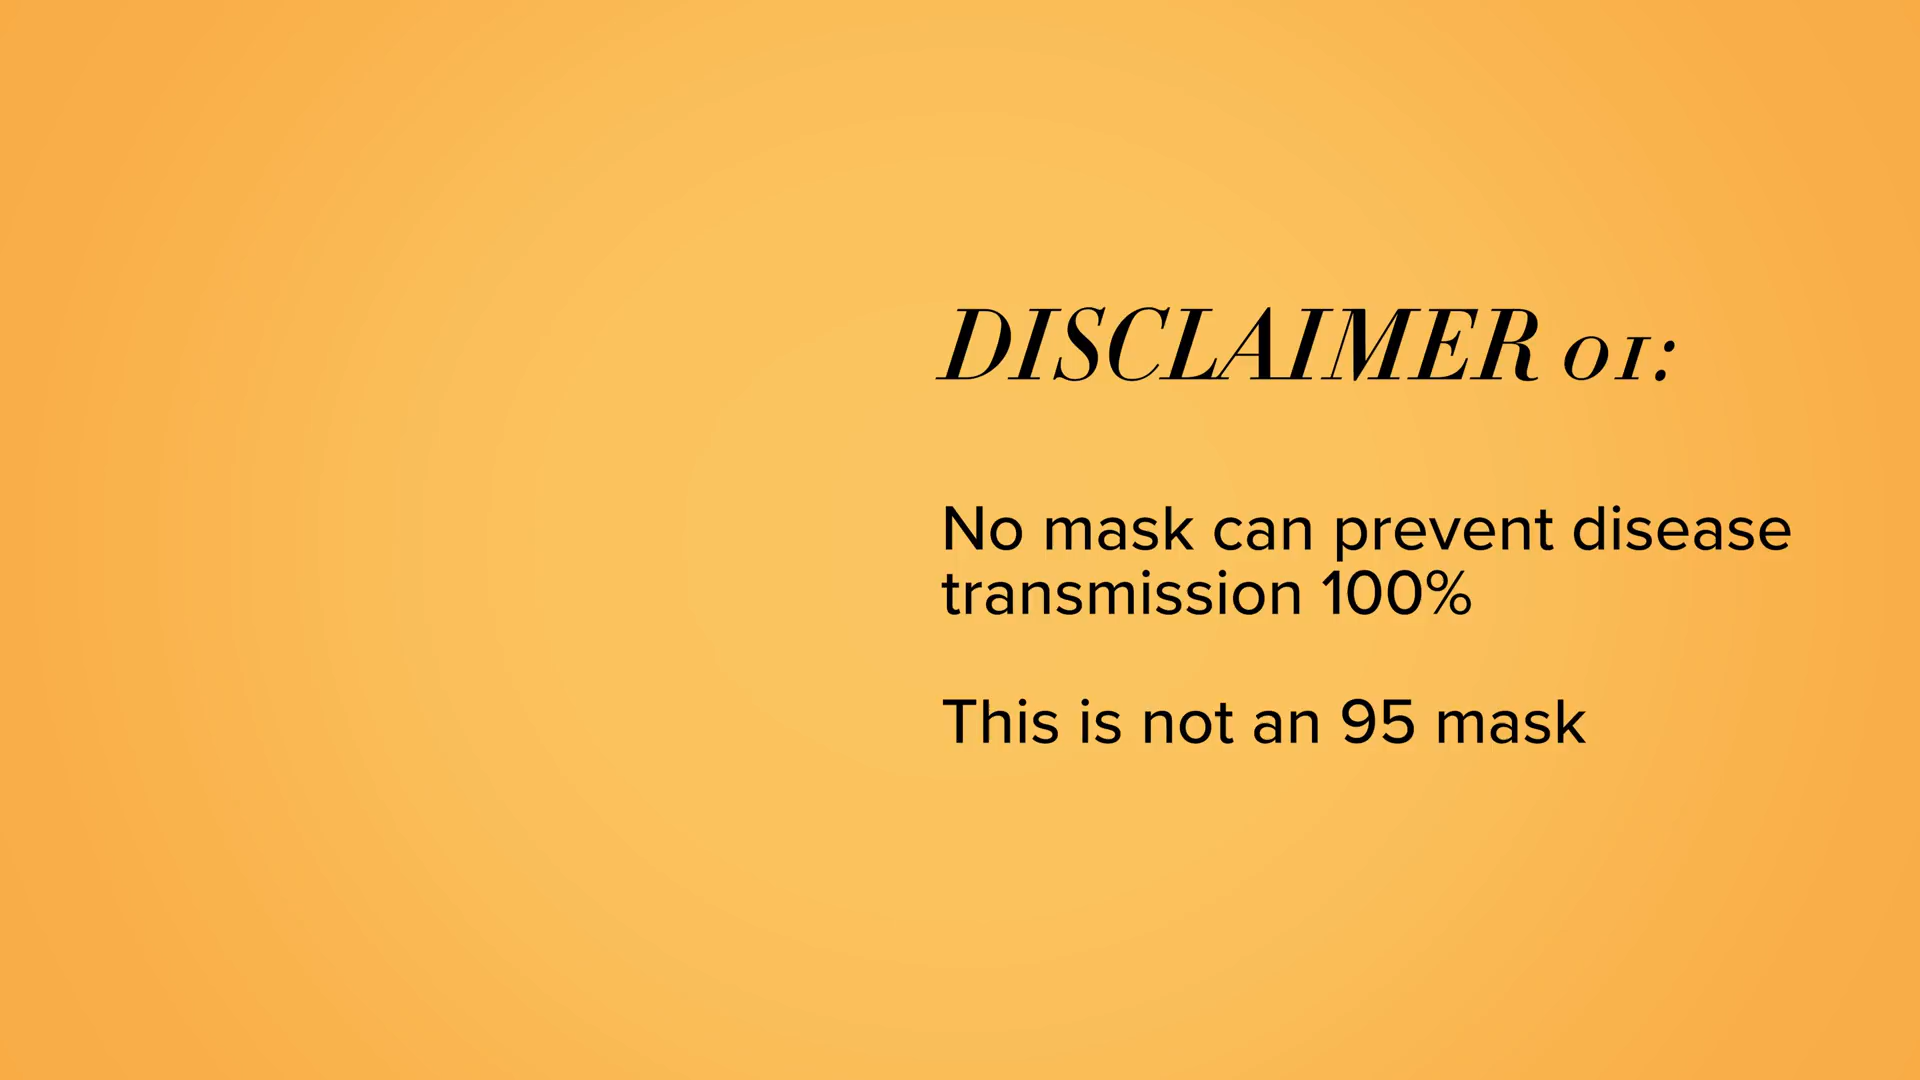 DISCLAIMER 01:
No mask can prevent disease
transmission 100%
This is not an 95 mask